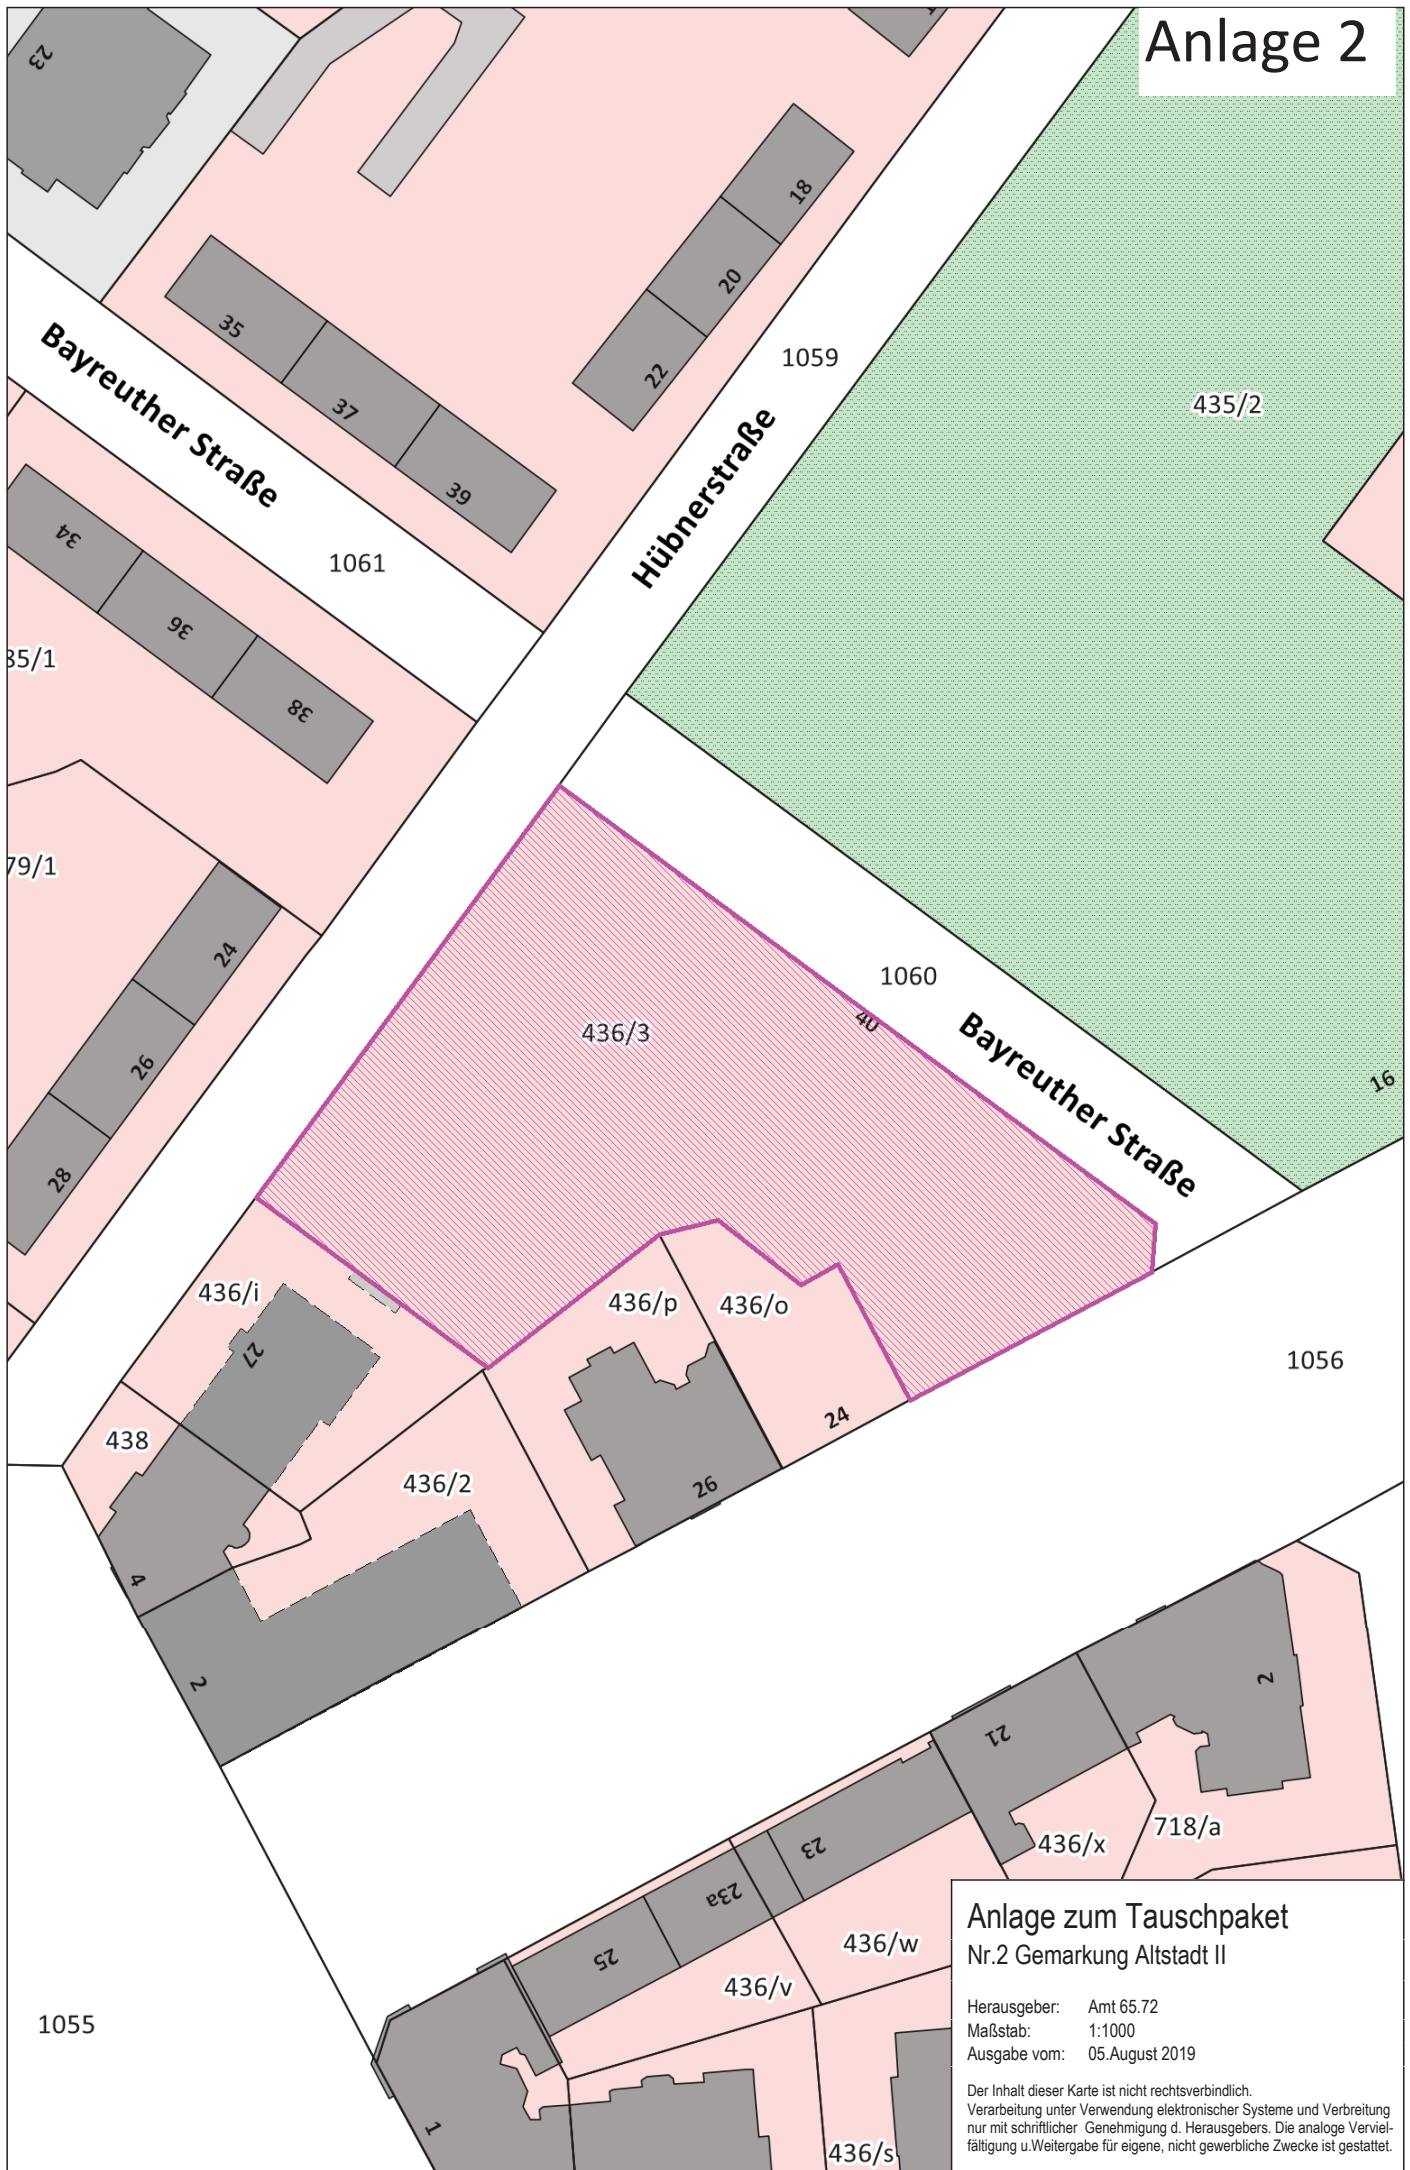 Anlage 2
23
18
20
22
35
37
39
Bayreuther Straße
1059
435/2
Hübnerstraße
1061
34
36
38
35/1
79/1
24
26
28
1060
40
436/3
Bayreuther Straße
16
436/i
27
436/p
436/o
1056
438
436/2
24
26
4
2
2
21
718/a
436/x
23
23a
436/w
25
436/v
1055
1
436/s
Anlage zum Tauschpaket
Nr.2 Gemarkung Altstadt II
Herausgeber: Amt 65.72
Maßstab: 1:1000
Ausgabe vom: 05.August 2019
Der Inhalt dieser Karte ist nicht rechtsverbindlich.
Verarbeitung unter Verwendung elektronischer Systeme und Verbreitung
nur mit schriftlicher Genehmigung d. Herausgebers. Die analoge Verviel-
fältigung u.Weitergabe für eigene, nicht gewerbliche Zwecke ist gestattet.